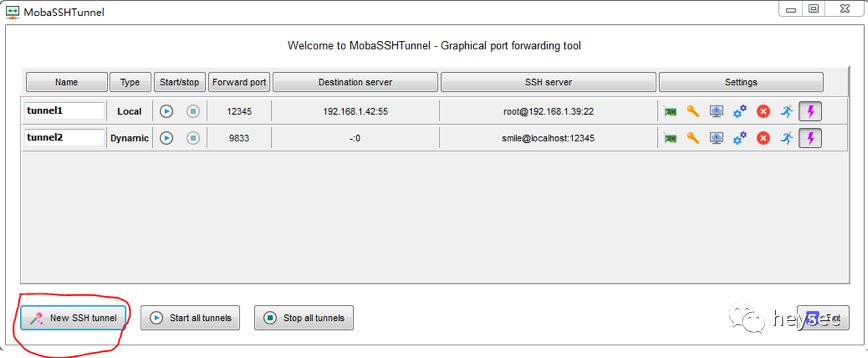 MobaSSHTunnel
Welcome to MobaSSHTunnel - Graphical port forwarding tool
Name Type Start/stop Forward port Destination server SSH server Settings
tunnel1 Local 12345 192.168.1.42:55 root@192.168.1.39:22
tunnel2 Dynamic 9833 -:0 smile@localhost:12345
New SSH tunnel Start all tunnels Stop all tunnels
heysec